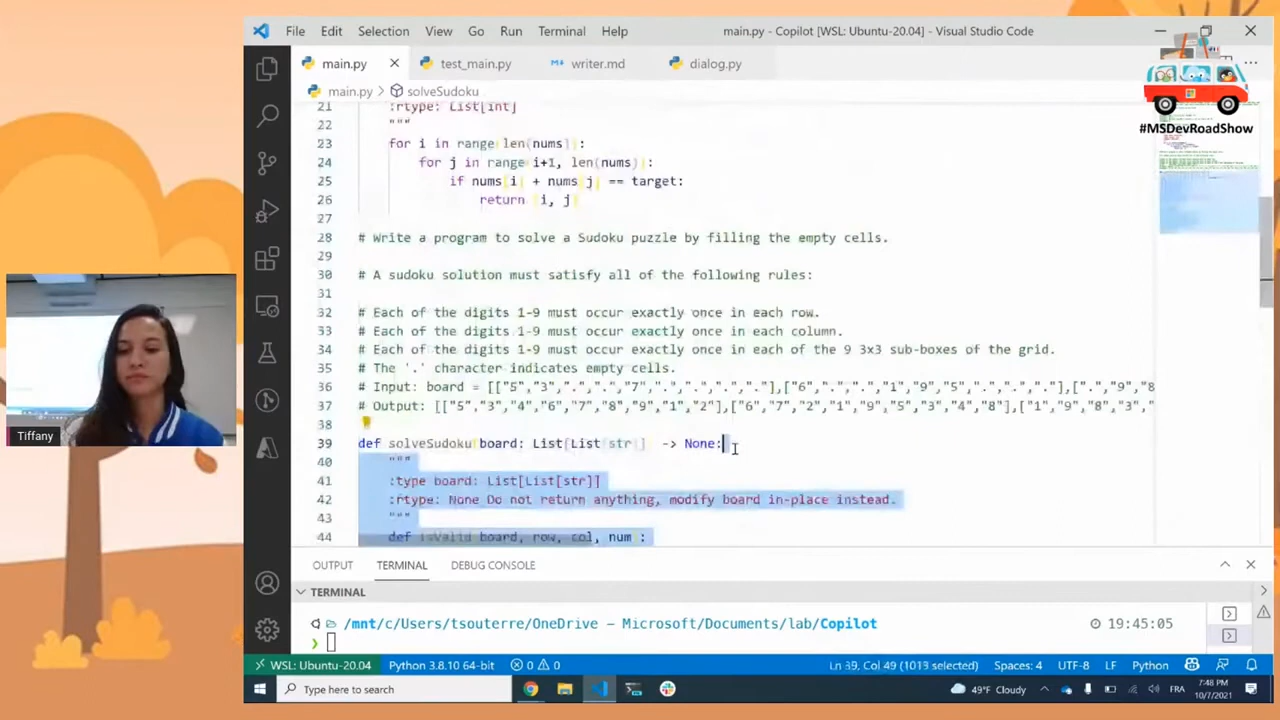 File Edit Selection View Go Run Terminal Help
main.py - Copilot [WSL: Ubuntu-20.04] - Visual Studio Code
main.py
test_main.py
writer.md
dialog.py
#MSDevRoadShow
main.py > solveSudoku
21 :rtype: List[int]
22 """
23 for i in range(len(nums)):
24 for j in range(i+1, len(nums)):
25 if nums[i] + nums[j] == target:
26 return [i, j]
27
28 # Write a program to solve a Sudoku puzzle by filling the empty cells.
29
30 # A sudoku solution must satisfy all of the following rules:
31
32 # Each of the digits 1-9 must occur exactly once in each row.
33 # Each of the digits 1-9 must occur exactly once in each column.
34 # Each of the digits 1-9 must occur exactly once in each of the 9 3x3 sub-boxes of the grid.
35 # The '.' character indicates empty cells.
36 # Input: board = [["5","3",".",".","7",".",".",".","."],["6",".",".","1","9","5",".",".","."],[".","9","8
37 # Output: [["5","3","4","6","7","8","9","1","2"],["6","7","2","1","9","5","3","4","8"],["1","9","8","3",
38
39 def solveSudoku(board: List[List[str]]) -> None:
40 """
41 :type board: List[List[str]]
42 :rtype: None Do not return anything, modify board in-place instead.
43 """
44 def isValid(board, row, col, num):
Tiffany
OUTPUT TERMINAL DEBUG CONSOLE
TERMINAL
/mnt/c/Users/tsouterre/OneDrive - Microsoft/Documents/lab/Copilot
19:45:05
WSL: Ubuntu-20.04 Python 3.8.10 64-bit 0 0 Ln 39, Col 49 (1013 selected) Spaces: 4 UTF-8 LF Python
Type here to search
49°F Cloudy
FRA
7:48 PM
10/7/2021